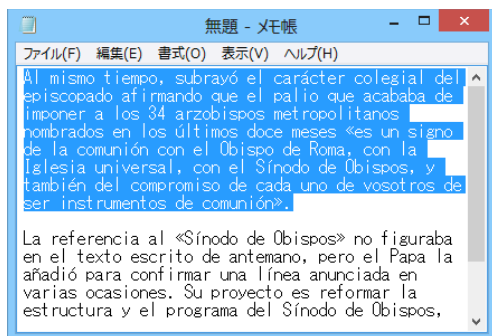 無題 - メモ帳
ファイル(F) 編集(E) 書式(O) 表示(V) ヘルプ(H)
Al mismo tiempo, subrayó el carácter colegial del
episcopado afirmando que el palio que acababa de
imponer a los 34 arzobispos metropolitanos
nombrados en los últimos doce meses «es un signo
de la comunión con el Obispo de Roma, con la
Iglesia universal, con el Sínodo de Obispos, y
también del compromiso de cada uno de vosotros de
ser instrumentos de comunión».
La referencia al «Sínodo de Obispos» no figuraba
en el texto escrito de antemano, pero el Papa la
añadió para confirmar una línea anunciada en
varias ocasiones. Su proyecto es reformar la
estructura y el programa del Sínodo de Obispos,